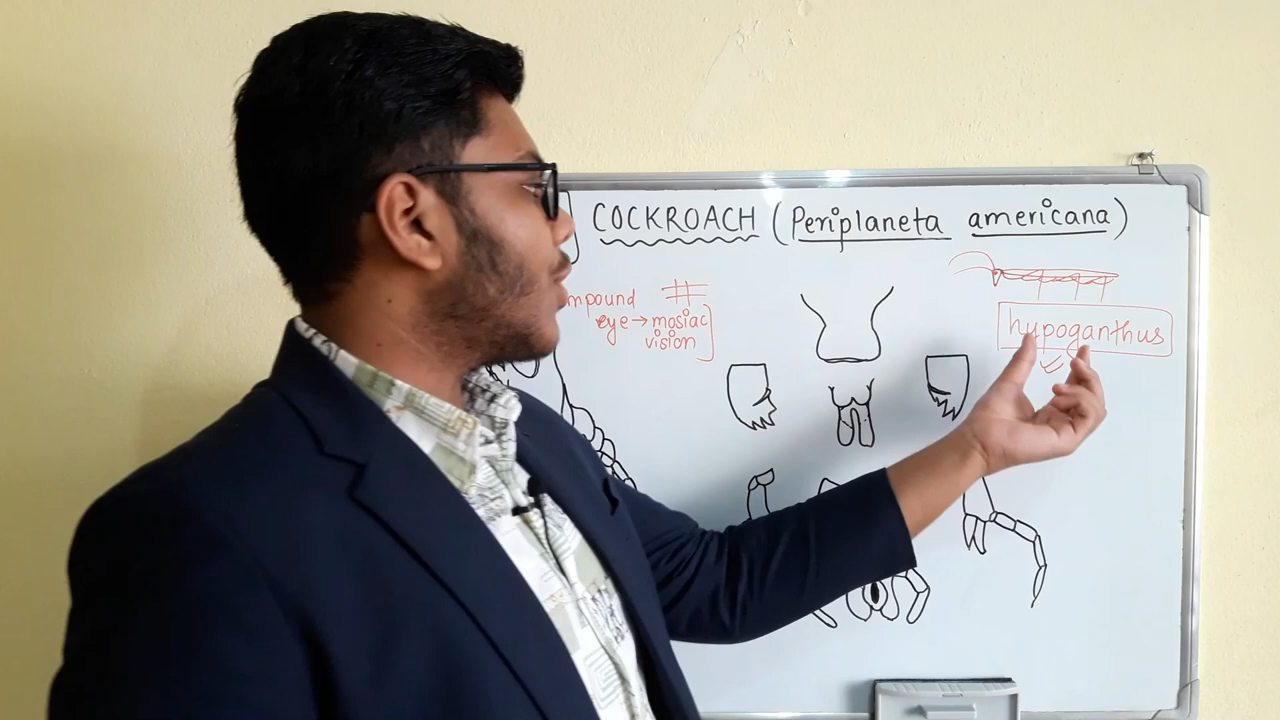 COCKROACH (Periplaneta americana)
mpound
eye→mosiac
vision
hypoganthus